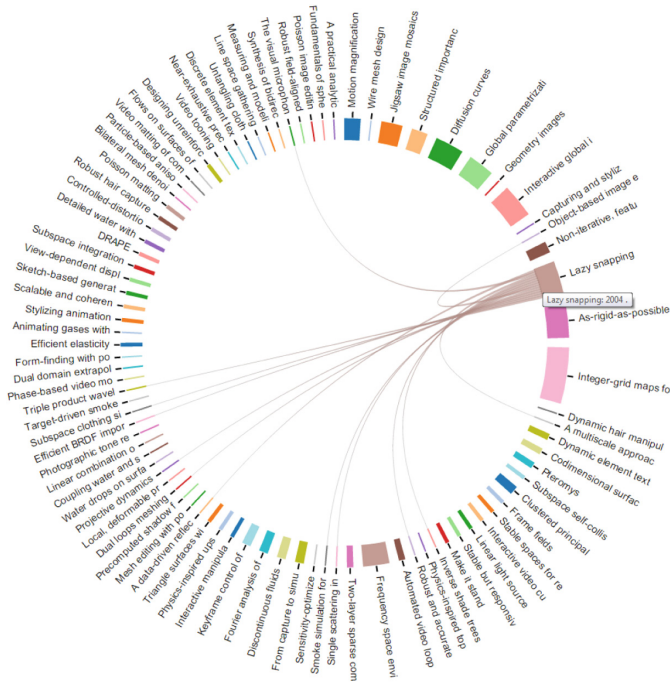 Motion magnification
Wire mesh design
Jigsaw image mosaics
Structured importanc
Diffusion curves
Global parametrizati
Geometry images
Interactive global i
Capturing and styliz
Object-based image e
Non-iterative, featu
Lazy snapping
Lazy snapping: 2004 .
As-rigid-as-possible
Integer-grid maps fo
Dynamic hair manipul
A multiscale approac
Dynamic element text
Codimensional surfac
Pteromys
Subspace self-collis
Clustered principal
Frame fields
Stable spaces for re
Interactive video cu
Linear light source
Stable but responsiv
Make it stand
Inverse shade trees
Physics-inspired top
Robust and accurate
Automated video loop
Frequency space envi
Two-layer sparse com
Single scattering in
Smoke simulation for
Sensitivity-optimize
From capture to simu
Discontinuous fluids
Fourier analysis of
Keyframe control of
Interactive manipula
Physics-inspired ups
Triangle surfaces wi
A data-driven reflec
Mesh editing with po
Precomputed shadow f
Dual loops meshing
Local, deformable pr
Projective dynamics
Water drops on surfa
Coupling water and s
Linear combination o
Photographic tone re
Efficient BRDF impor
Subspace clothing si
Target-driven smoke
Triple product wavel
Phase-based video mo
Dual domain extrapol
Form-finding with po
Efficient elasticity
Animating gases with
Stylizing animation
Scalable and coheren
Sketch-based generat
View-dependent displ
Subspace integration
DRAPE
Detailed water with
Controlled-distortio
Robust hair capture
Poisson matting
Bilateral mesh denoi
Particle-based aniso
Video matting of com
Flows on surfaces of
Designing unreinforc
Video looning
Near-exhaustive prec
Discrete element tex
Untangling cloth
Line space gathering
Measuring and modeli
Synthesis of bidirec
The visual microphon
Robust field-aligned
Poisson image editin
Fundamentals of sphe
A practical analytic